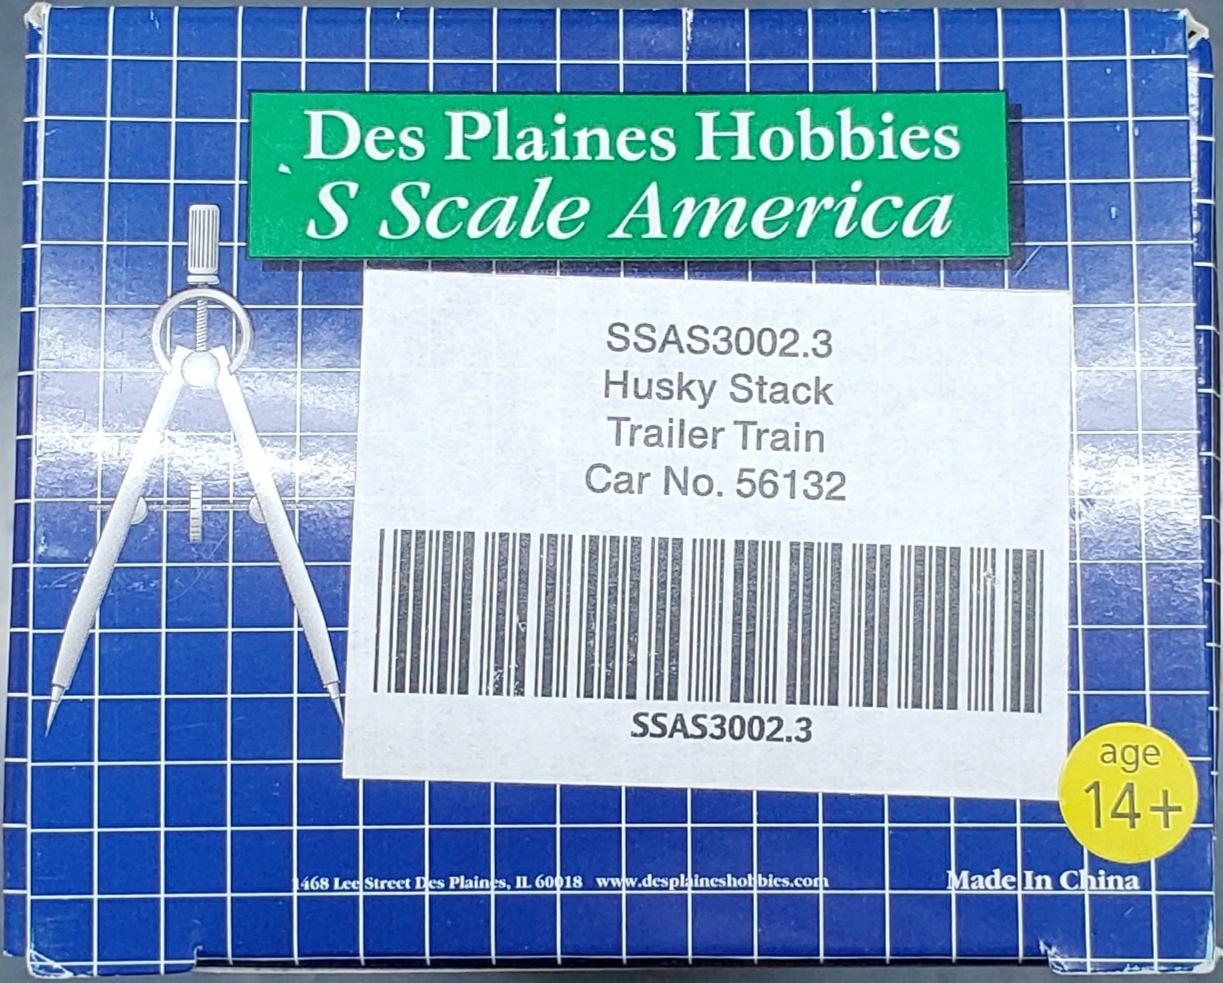 Des Plaines Hobbies
S Scale America
SSAS3002.3
Husky Stack
Trailer Train
Car No. 56132
SSAS3002.3
age
14+
1468 Lee Street Des Plaines, IL 60018 www.desplaineshobbies.com
Made In China